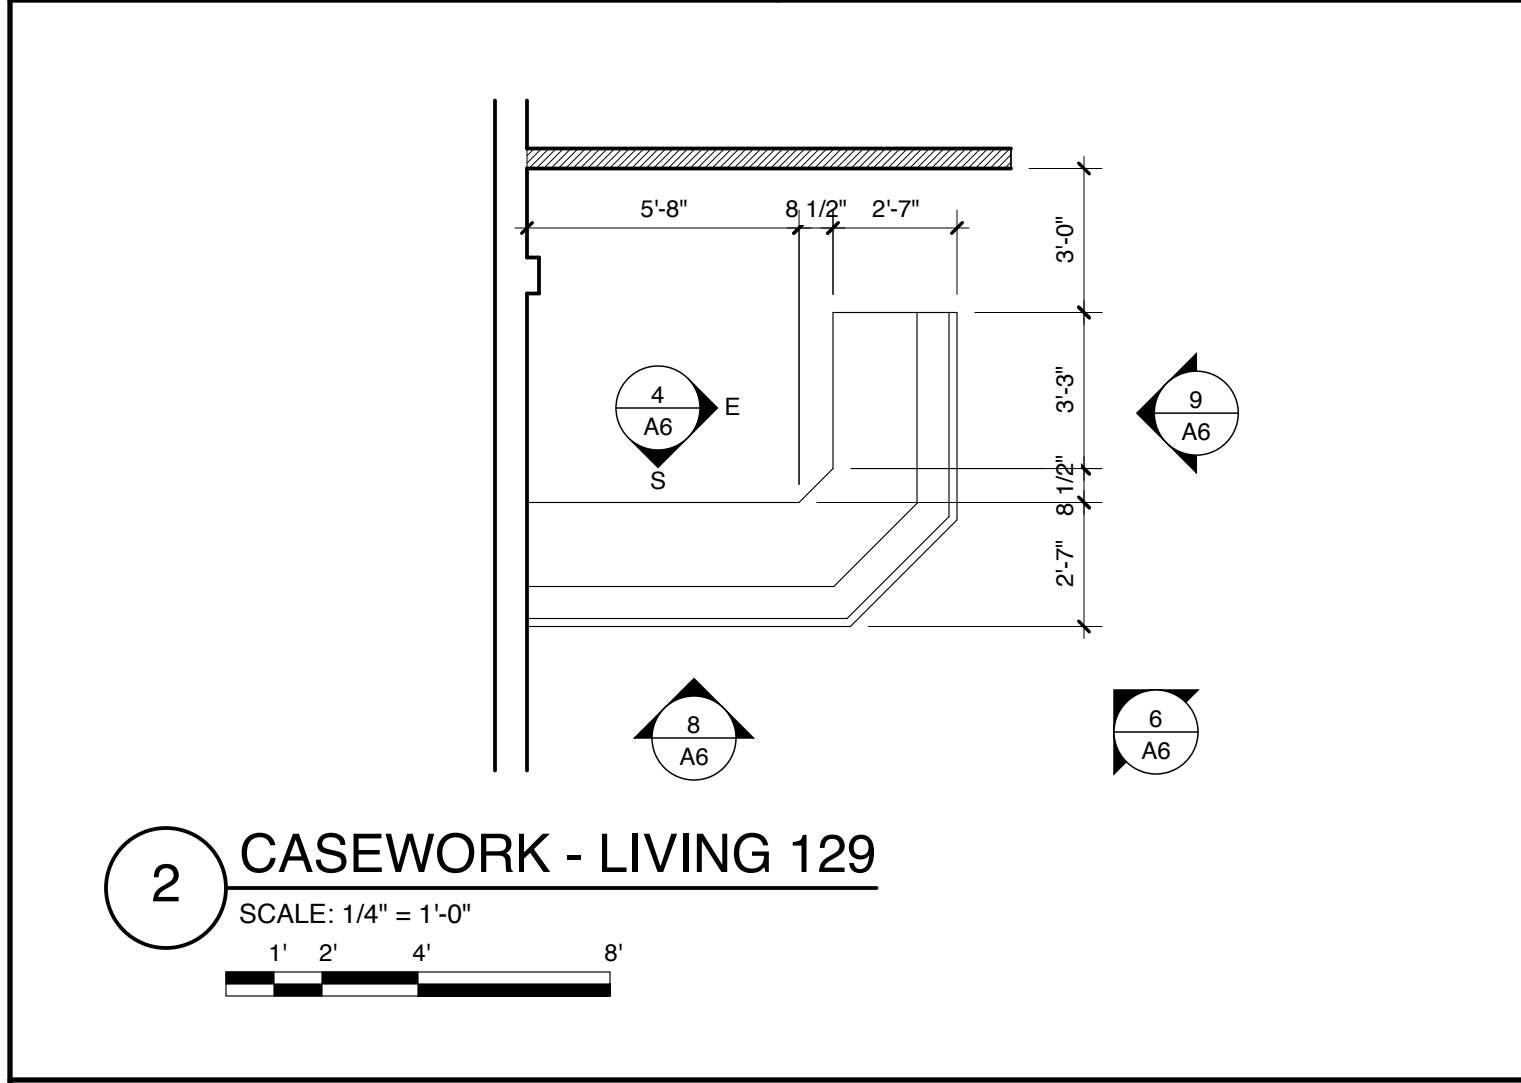 5'-8"
8 1/2"
2'-7"
3'-0"
3'-3"
8 1/2"
2'-7"
4
A6
E
S
9
A6
8
A6
6
A6
2
CASEWORK - LIVING 129
SCALE: 1/4" = 1'-0"
1' 2' 4' 8'